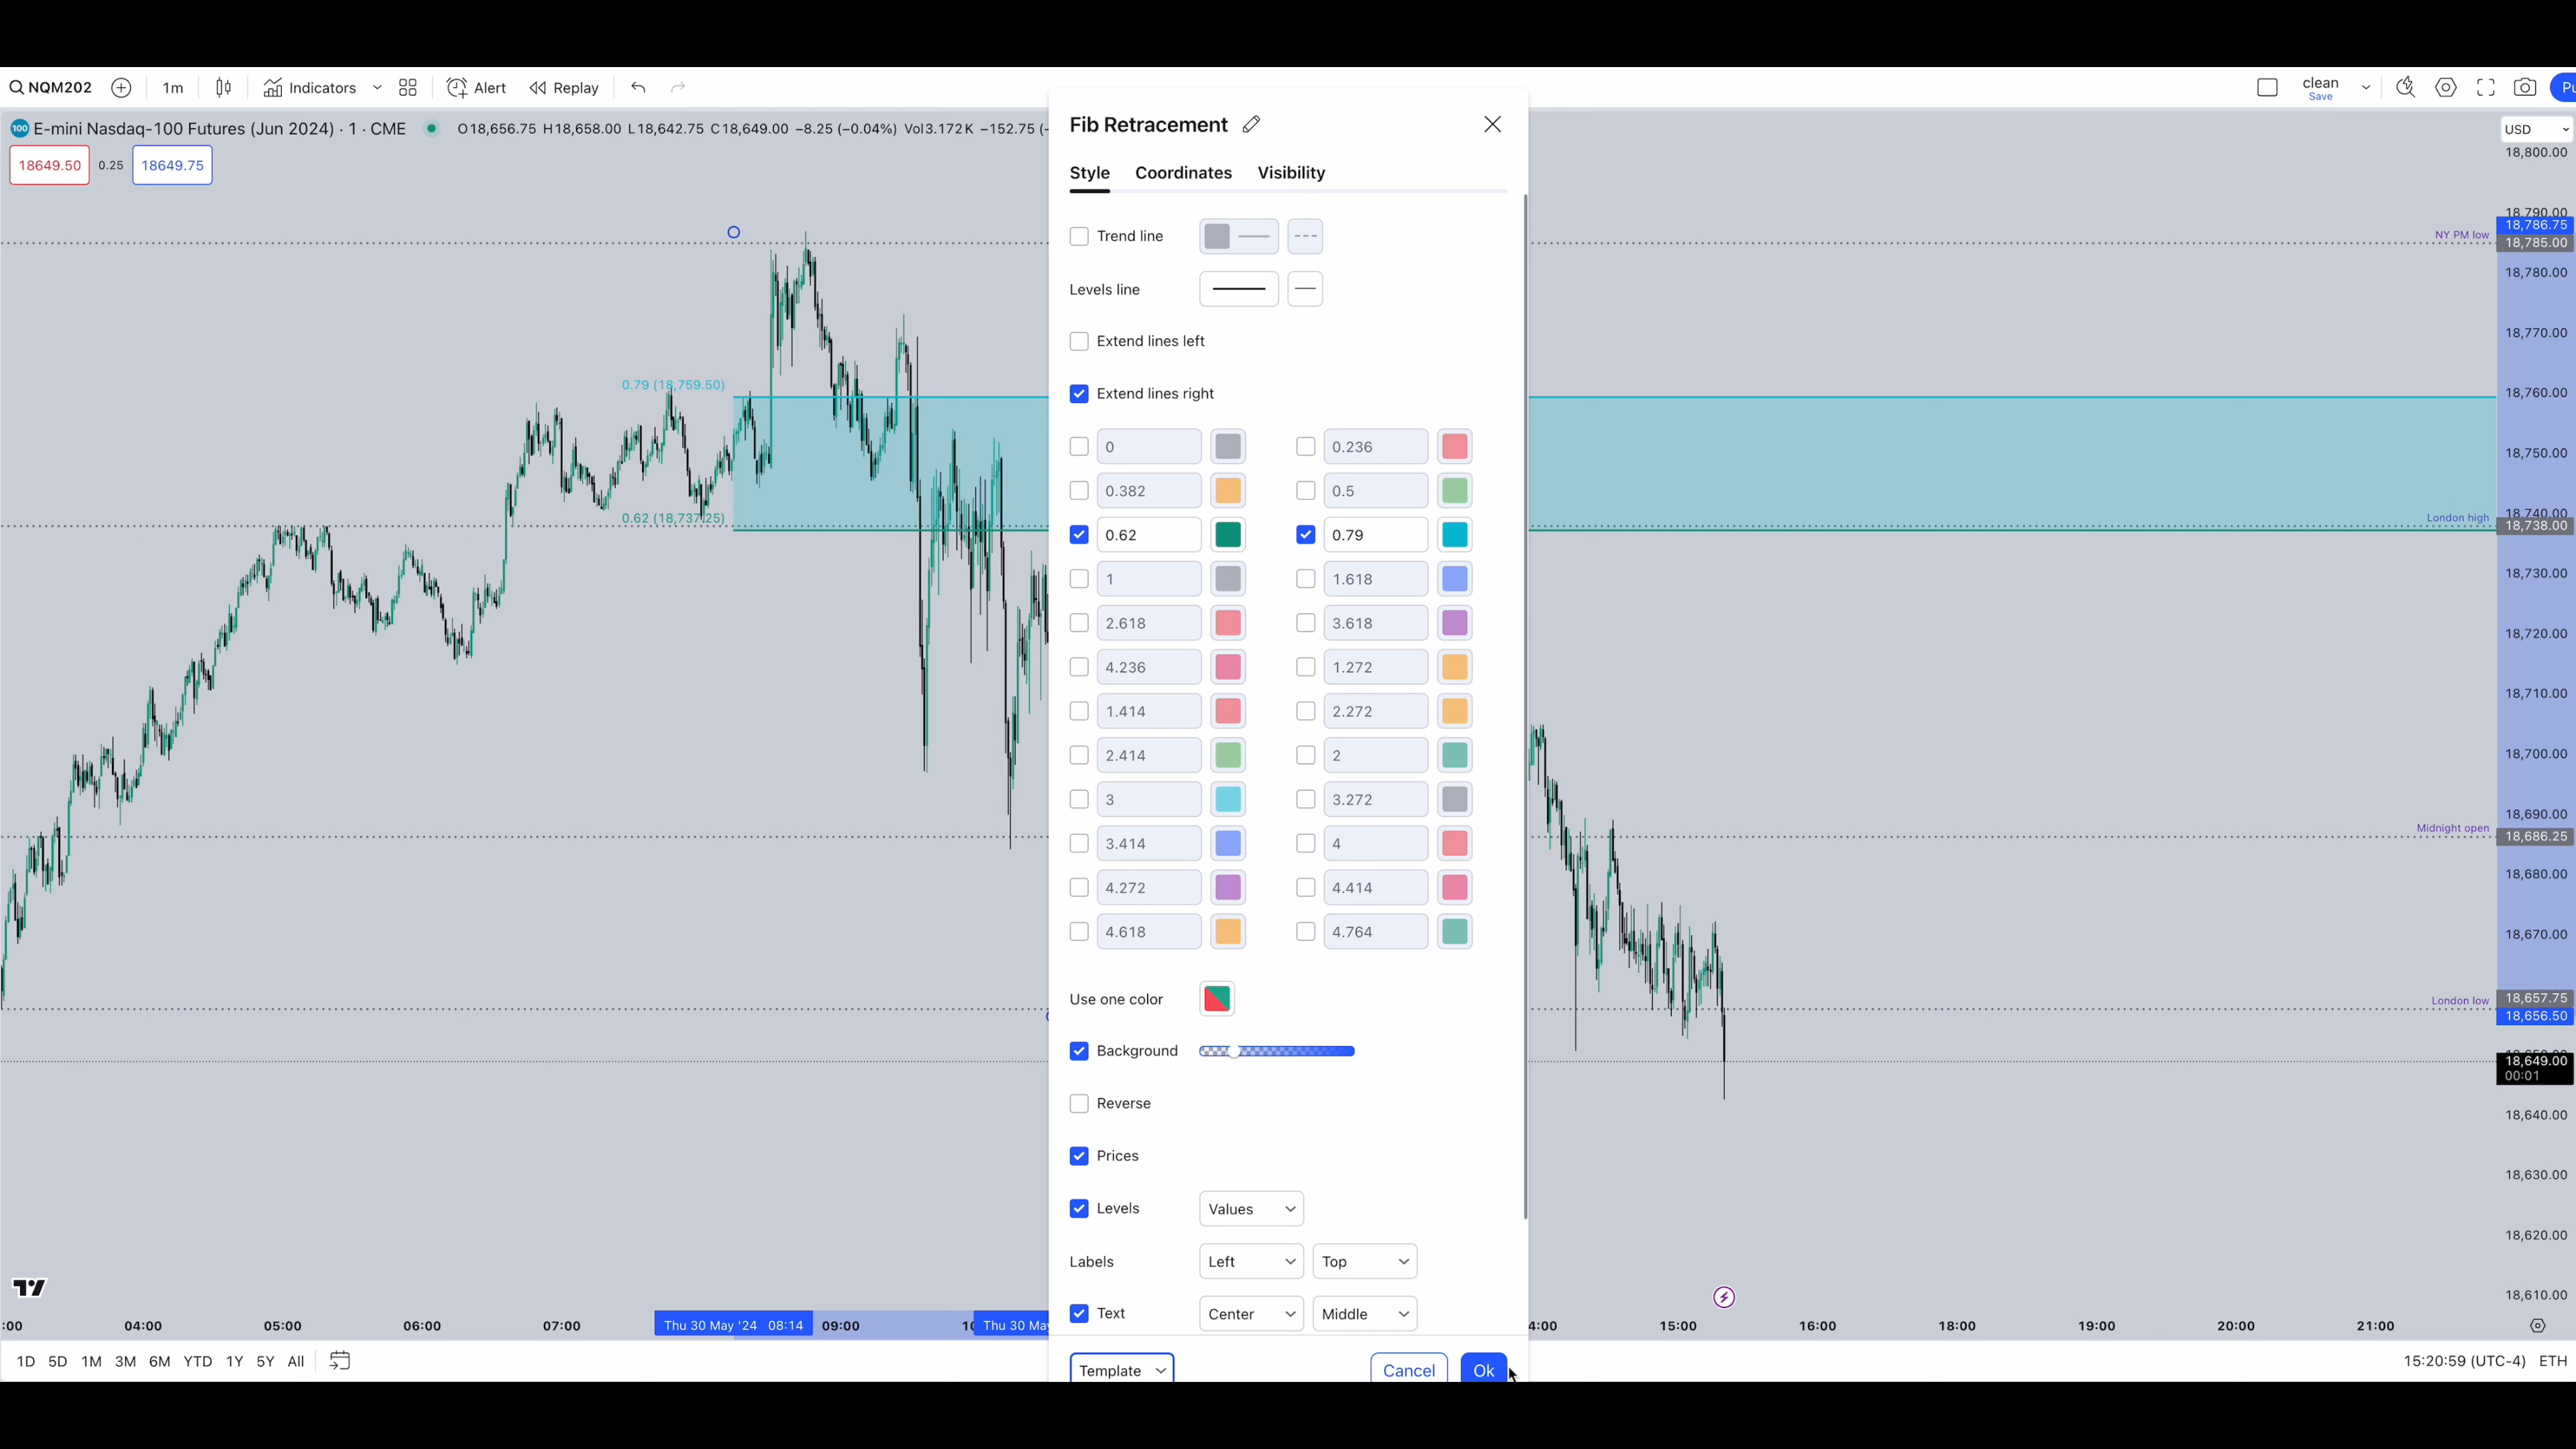 NQM202 1m Indicators Alert Replay clean Save Pu
100 E-mini Nasdaq-100 Futures (Jun 2024) · 1 · CME O18,656.75 H18,658.00 L18,642.75 C18,649.00 −8.25 (−0.04%) Vol3.172K −152.75 (-
18649.50 0.25 18649.75
USD
Fib Retracement
Style Coordinates Visibility
Trend line
Levels line
Extend lines left
Extend lines right
0 0.236
0.382 0.5
0.62 0.79
1 1.618
2.618 3.618
4.236 1.272
1.414 2.272
2.414 2
3 3.272
3.414 4
4.272 4.414
4.618 4.764
Use one color
Background
Reverse
Prices
Levels Values
Labels Left Top
Text Center Middle
Template Cancel Ok
0.79 (18,759.50)
0.62 (18,737.25)
18,800.00
18,790.00
18,786.75
NY PM low 18,785.00
18,780.00
18,770.00
18,760.00
18,750.00
18,740.00
London high 18,738.00
18,730.00
18,720.00
18,710.00
18,700.00
18,690.00
Midnight open 18,686.25
18,680.00
18,670.00
London low 18,657.75
18,656.50
18,649.00
00:01
18,640.00
18,630.00
18,620.00
18,610.00
:00 04:00 05:00 06:00 07:00 Thu 30 May '24 08:14 09:00 10 Thu 30 May 4:00 15:00 16:00 17:00 18:00 19:00 20:00 21:00
1D 5D 1M 3M 6M YTD 1Y 5Y All 15:20:59 (UTC-4) ETH